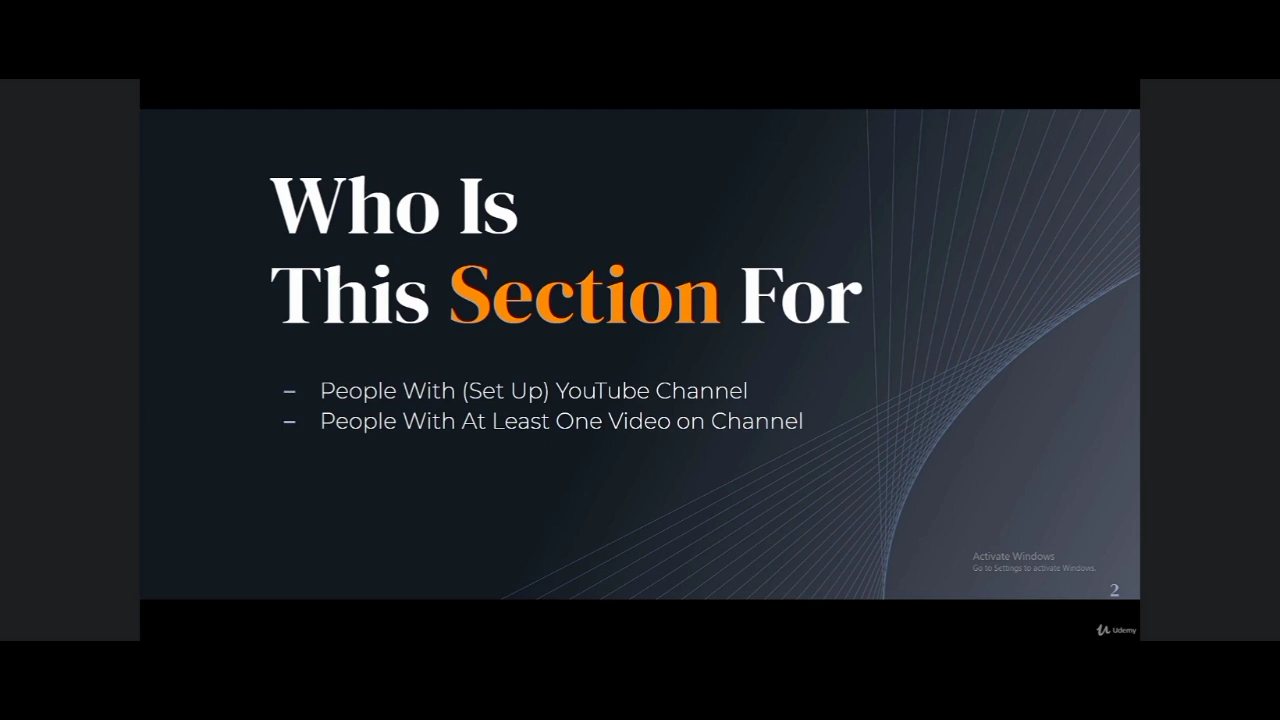 Who Is
This Section For
– People With (Set Up) YouTube Channel
– People With At Least One Video on Channel
Activate Windows
Go to Settings to activate Windows.
2
Udemy